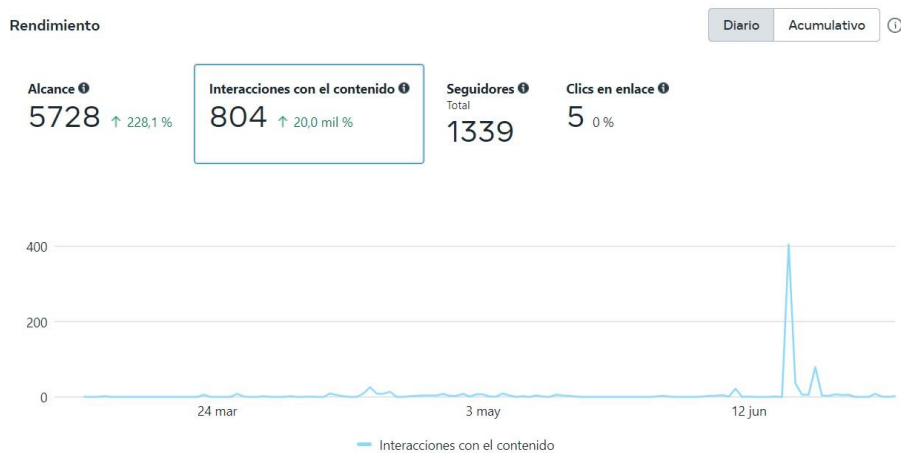 Rendimiento
Diario
Acumulativo
Alcance
5728 ↑ 228,1 %
Interacciones con el contenido
804 ↑ 20,0 mil %
Seguidores
Total
1339
Clics en enlace
5 0 %
400
200
0
24 mar
3 may
12 jun
Interacciones con el contenido